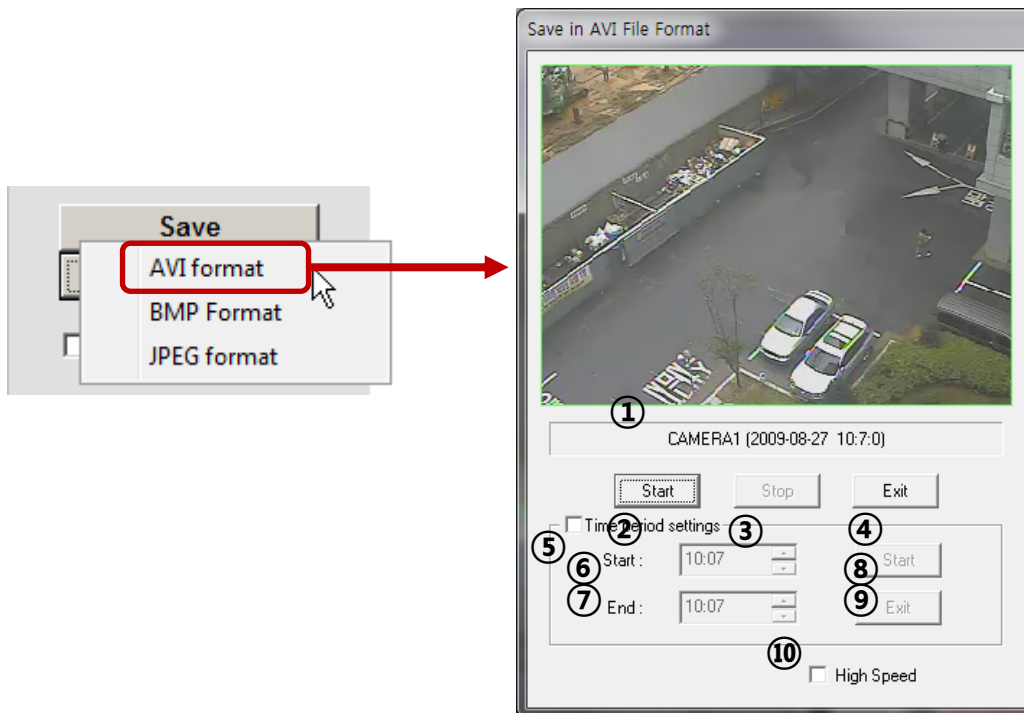 Save in AVI File Format
Save
AVI format
BMP Format
JPEG format
①
CAMERA1 (2009-08-27 10:7:0)
Start
Stop
Exit
② ③ ④
Time period settings
⑤
⑥ Start : 10:07 ⑧ Start
⑦ End : 10:07 ⑨ Exit
⑩
High Speed